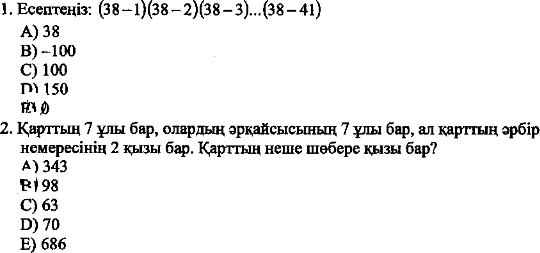 1. Есептеңіз: (38−1)(38−2)(38−3)...(38−41)
A) 38
B) −100
C) 100
D) 150
E) 0
2. Қарттың 7 ұлы бар, олардың әрқайсысының 7 ұлы бар, ал қарттың әрбір
немересінің 2 қызы бар. Қарттың неше шөбере қызы бар?
A) 343
B) 98
C) 63
D) 70
E) 686